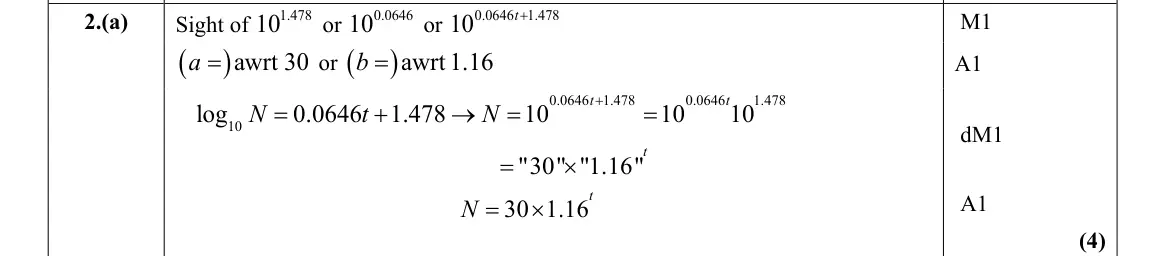 2.(a) Sight of 10^1.478 or 10^0.0646 or 10^0.0646t+1.478 M1
(a =) awrt 30 or (b =) awrt 1.16 A1
log₁₀ N = 0.0646t + 1.478 → N = 10^0.0646t+1.478 = 10^0.0646t 10^1.478
dM1
= "30"× "1.16"^t
N = 30×1.16^t A1
(4)